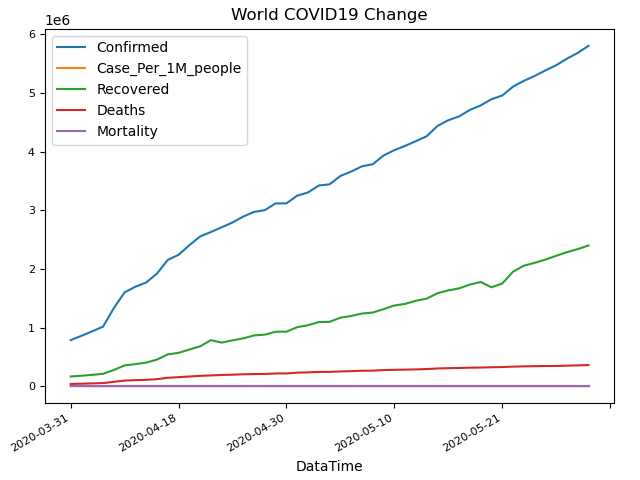 World COVID19 Change
1e6
Confirmed
Case_Per_1M_people
Recovered
Deaths
Mortality
6
5
4
3
2
1
0
2020-03-31
2020-04-18
2020-04-30
2020-05-10
2020-05-21
DataTime